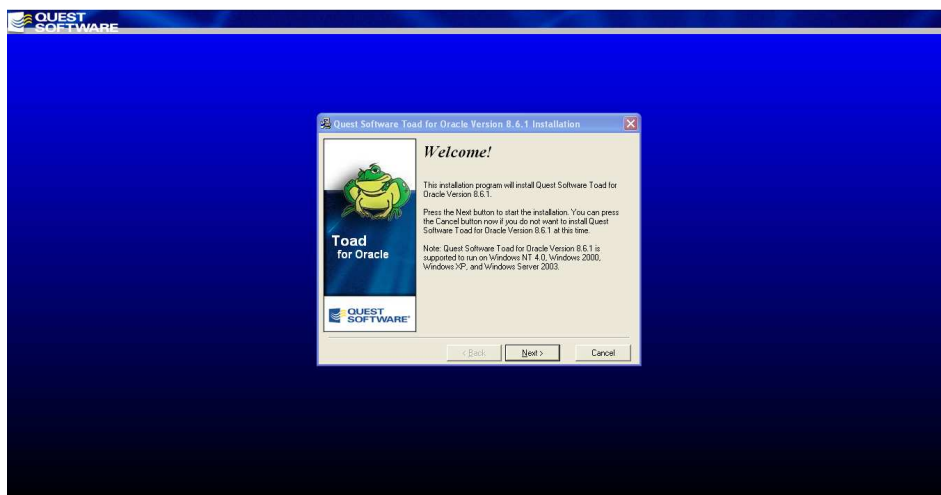 QUEST
SOFTWARE
Quest Software Toad for Oracle Version 8.6.1 Installation
Welcome!
This installation program will install Quest Software Toad for
Oracle Version 8.6.1.
Press the Next button to start the installation. You can press
the Cancel button now if you do not want to install Quest
Software Toad for Oracle Version 8.6.1 at this time.
Note: Quest Software Toad for Oracle Version 8.6.1 is
supported to run on Windows NT 4.0, Windows 2000,
Windows XP, and Windows Server 2003.
Toad
for Oracle
QUEST
SOFTWARE®
< Back
Next >
Cancel